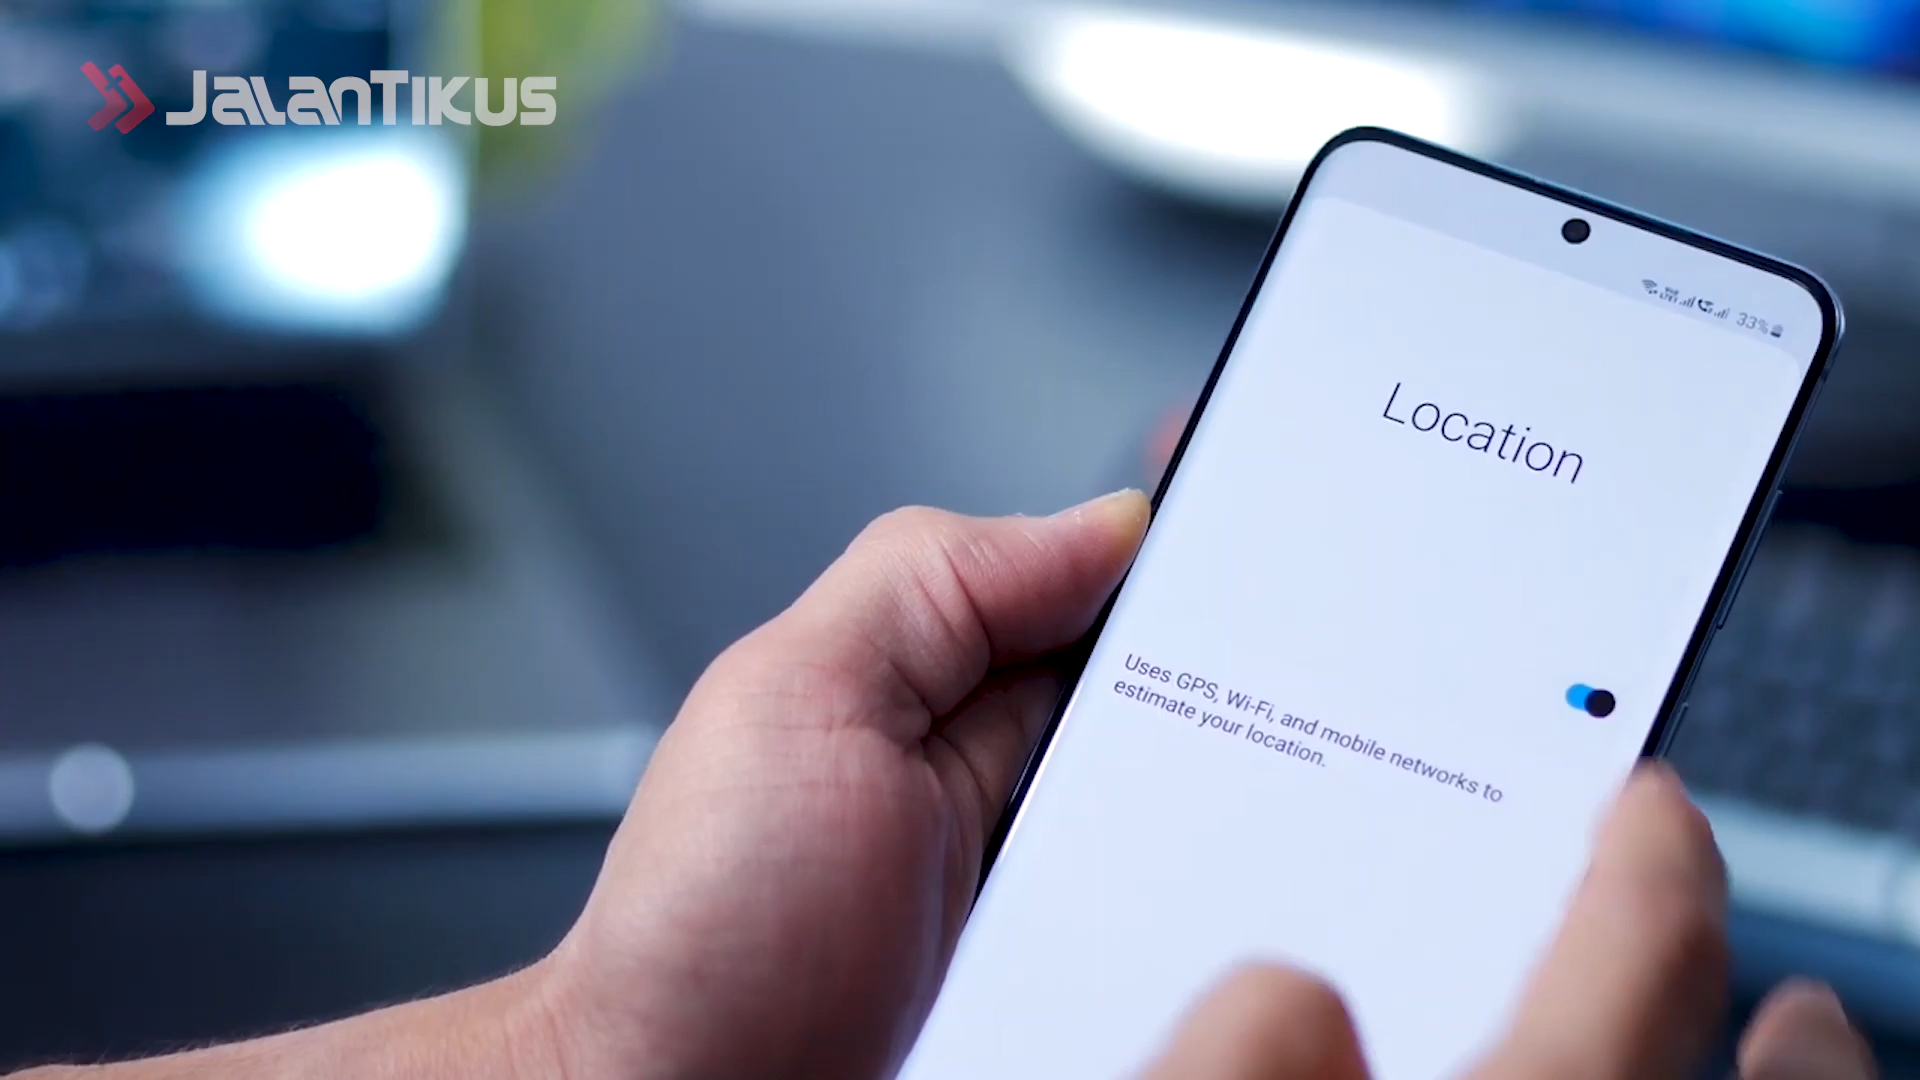 JALANTIKUS
33%
Location
Uses GPS, Wi-Fi, and mobile networks to
estimate your location.